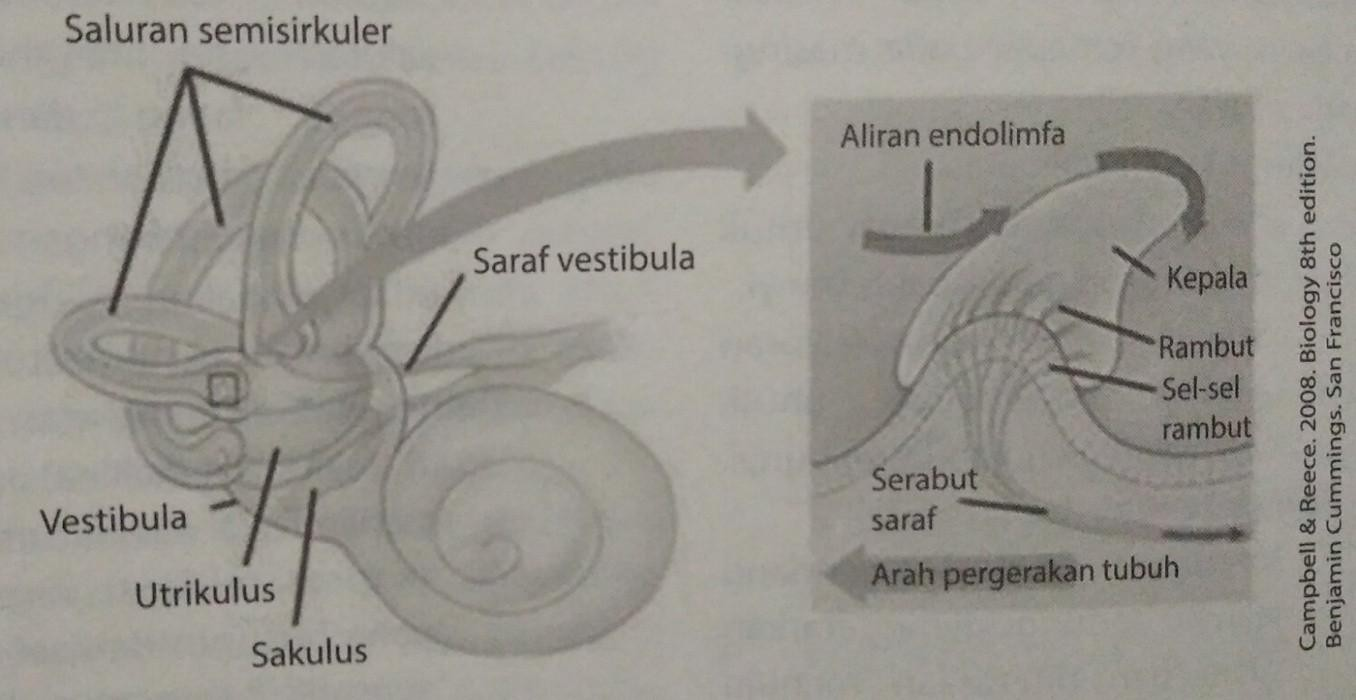 Saluran semisirkuler
Saraf vestibula
Vestibula
Utrikulus
Sakulus
Aliran endolimfa
Kepala
Rambut
Sel-sel
rambut
Serabut
saraf
Arah pergerakan tubuh
Campbell & Reece. 2008. Biology 8th edition.
Benjamin Cummings. San Francisco